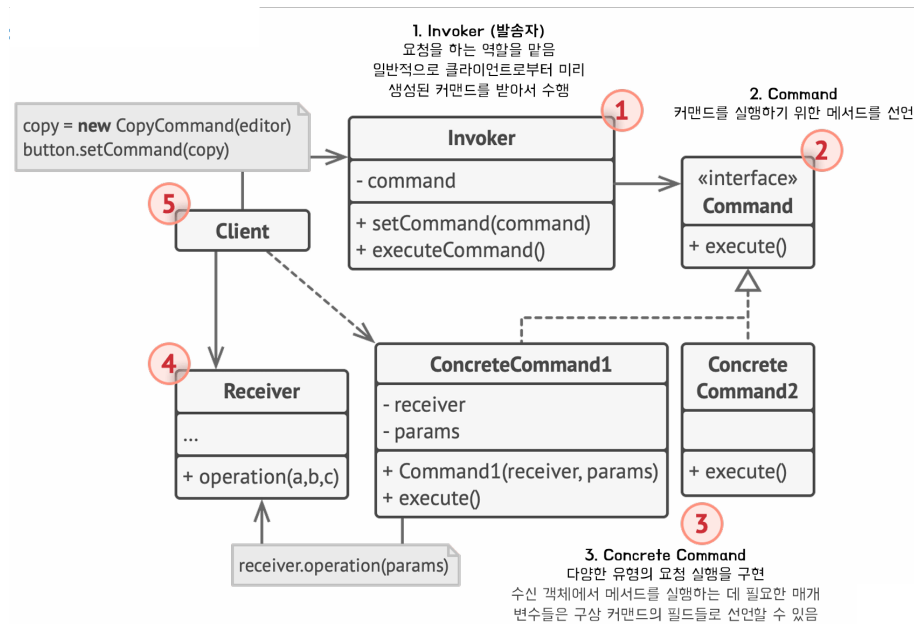 1. Invoker (발송자)
요청을 하는 역할을 맡음
일반적으로 클라이언트로부터 미리
생성된 커맨드를 받아서 수행
2. Command
커맨드를 실행하기 위한 메서드를 선언
copy = new CopyCommand(editor)
button.setCommand(copy)
1
Invoker
- command
+ setCommand(command)
+ executeCommand()
2
«interface»
Command
+ execute()
5
Client
4
Receiver
...
+ operation(a,b,c)
ConcreteCommand1
- receiver
- params
+ Command1(receiver, params)
+ execute()
Concrete
Command2
+ execute()
receiver.operation(params)
3
3. Concrete Command
다양한 유형의 요청 실행을 구현
수신 객체에서 메서드를 실행하는 데 필요한 매개
변수들은 구상 커맨드의 필드들로 선언할 수 있음